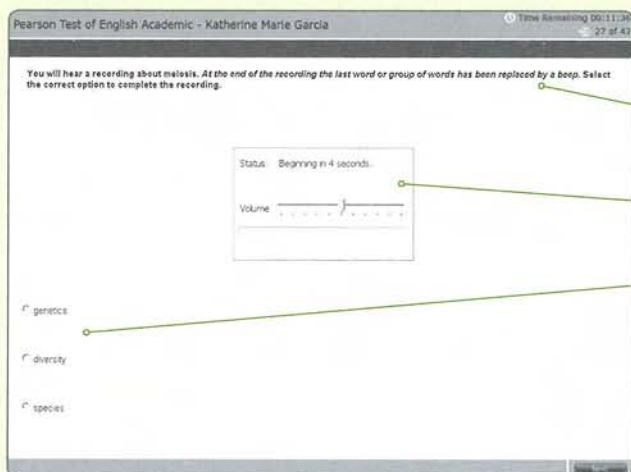 Pearson Test of English Academic - Katherine Marie Garcia
Time Remaining 00:11:36
27 of 43
You will hear a recording about meiosis. At the end of the recording the last word or group of words has been replaced by a beep. Select
the correct option to complete the recording.
Status Beginning in 4 seconds.
Volume
genetics
diversity
species